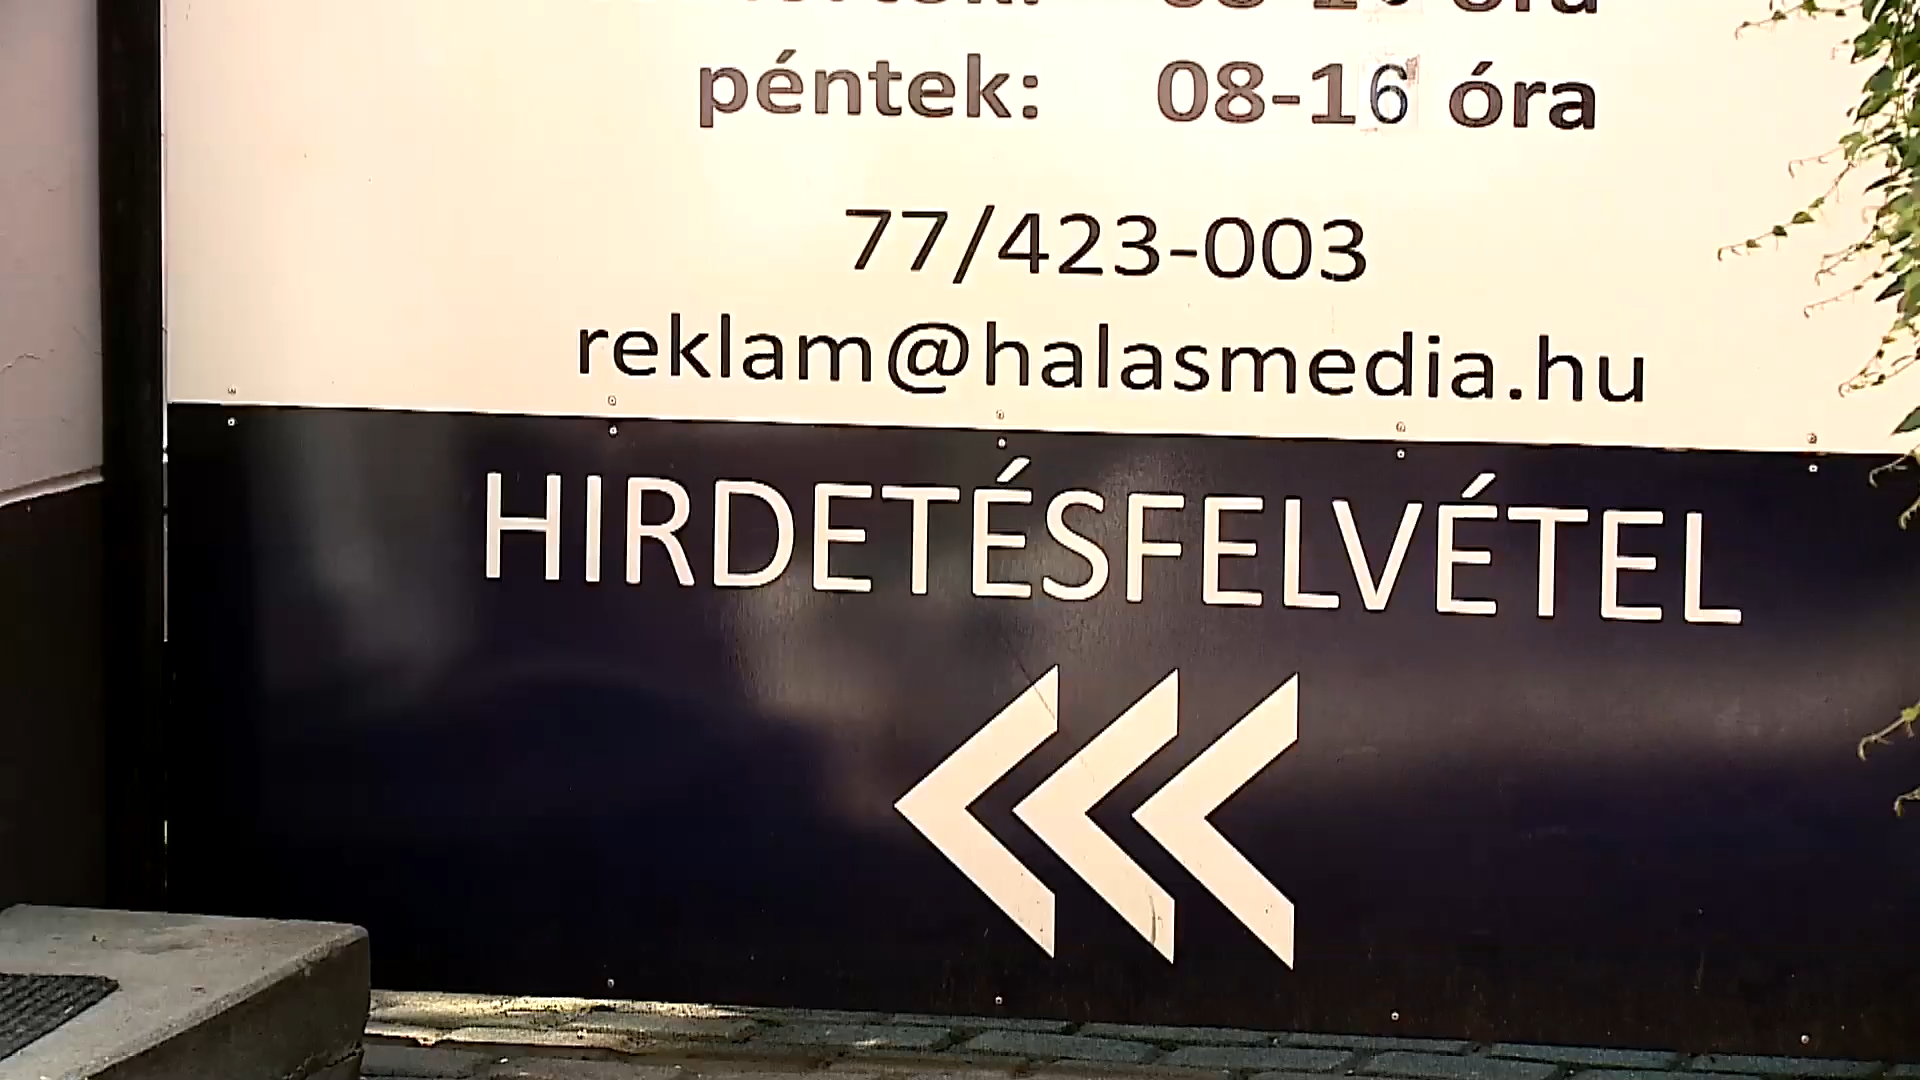 péntek: 08-16 óra
77/423-003
reklam@halasmedia.hu
HIRDETÉSFELVÉTEL